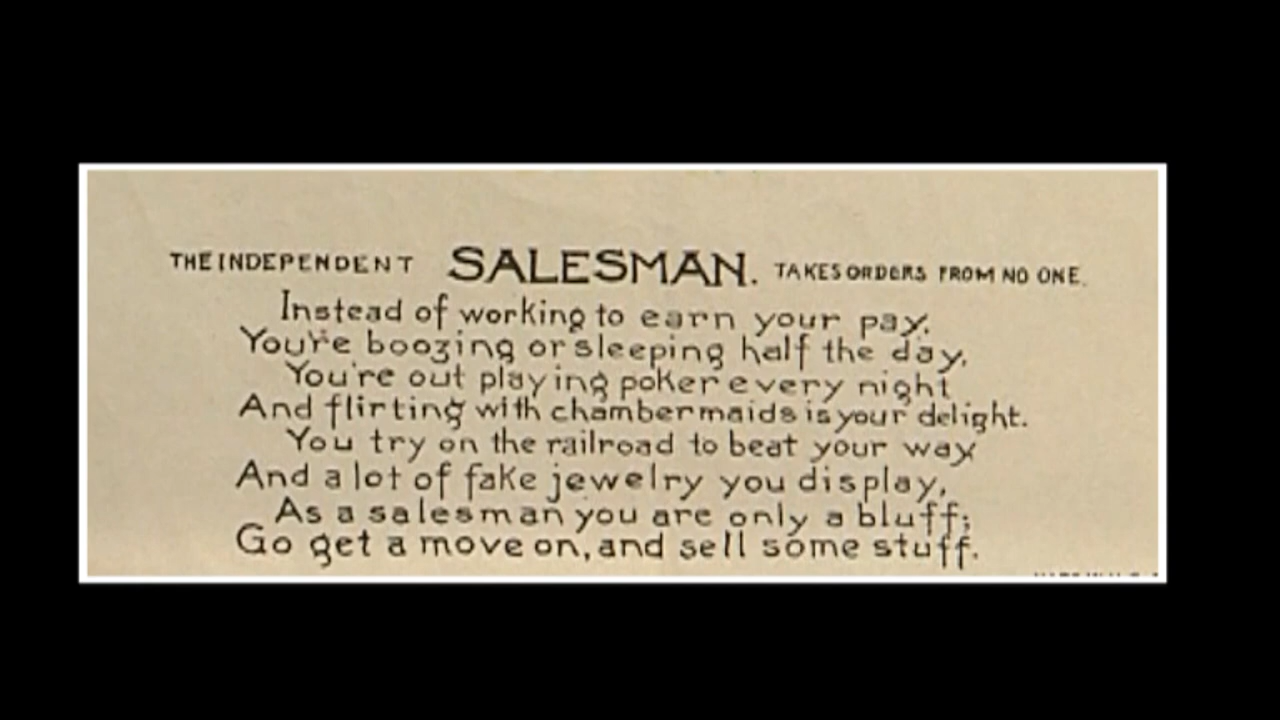 THE INDEPENDENT SALESMAN. TAKES ORDERS FROM NO ONE.
Instead of working to earn your pay.
You're boozing or sleeping half the day.
You're out playing poker every night
And flirting with chambermaids is your delight.
You try on the railroad to beat your way
And a lot of fake jewelry you display,
As a salesman you are only a bluff;
Go get a move on, and sell some stuff.